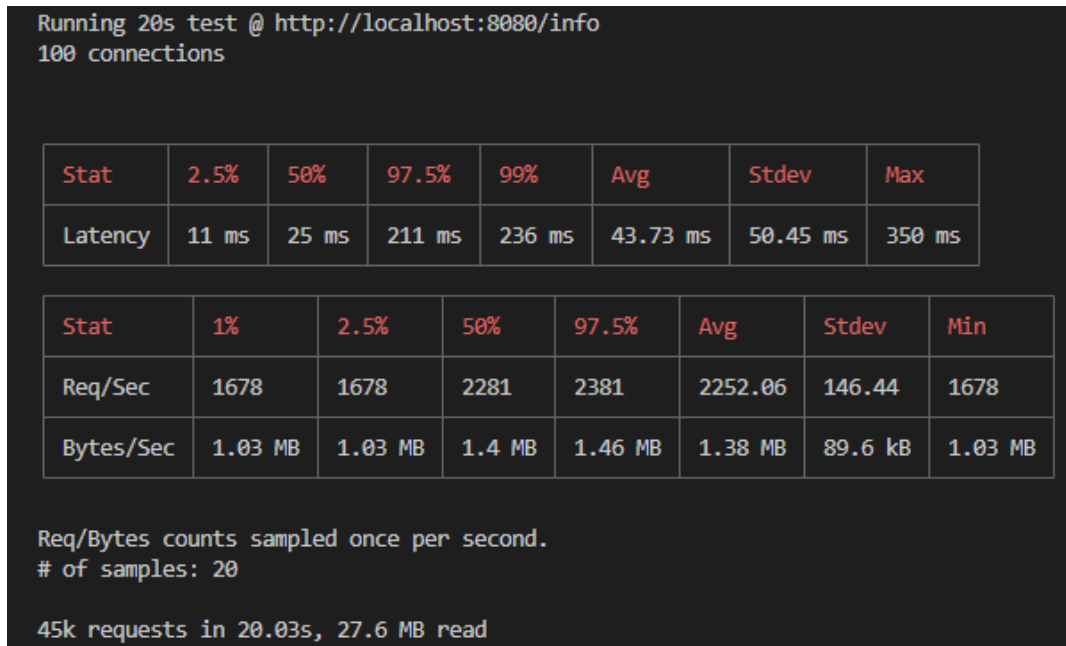 Running 20s test @ http://localhost:8080/info
100 connections
Stat 2.5% 50% 97.5% 99% Avg Stdev Max
Latency 11 ms 25 ms 211 ms 236 ms 43.73 ms 50.45 ms 350 ms
Stat 1% 2.5% 50% 97.5% Avg Stdev Min
Req/Sec 1678 1678 2281 2381 2252.06 146.44 1678
Bytes/Sec 1.03 MB 1.03 MB 1.4 MB 1.46 MB 1.38 MB 89.6 kB 1.03 MB
Req/Bytes counts sampled once per second.
# of samples: 20
45k requests in 20.03s, 27.6 MB read